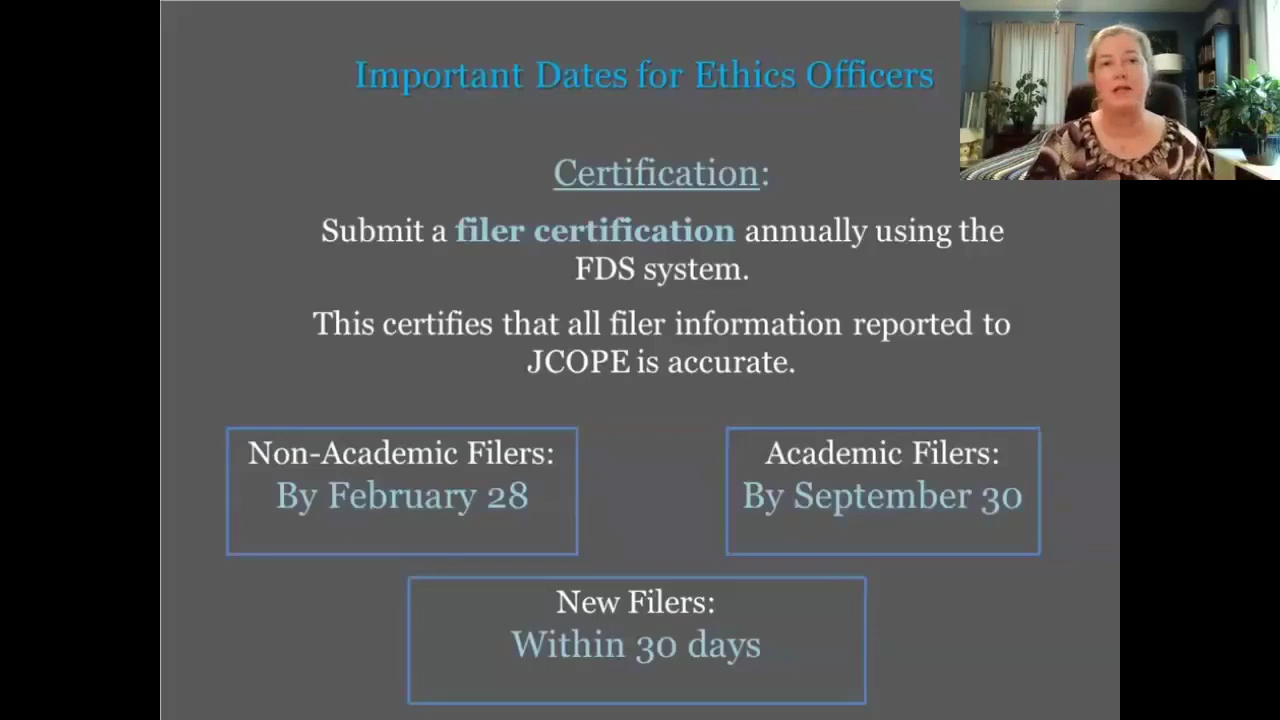 Important Dates for Ethics Officers
Certification:
Submit a filer certification annually using the
FDS system.
This certifies that all filer information reported to
JCOPE is accurate.
Non-Academic Filers:
By February 28
Academic Filers:
By September 30
New Filers:
Within 30 days